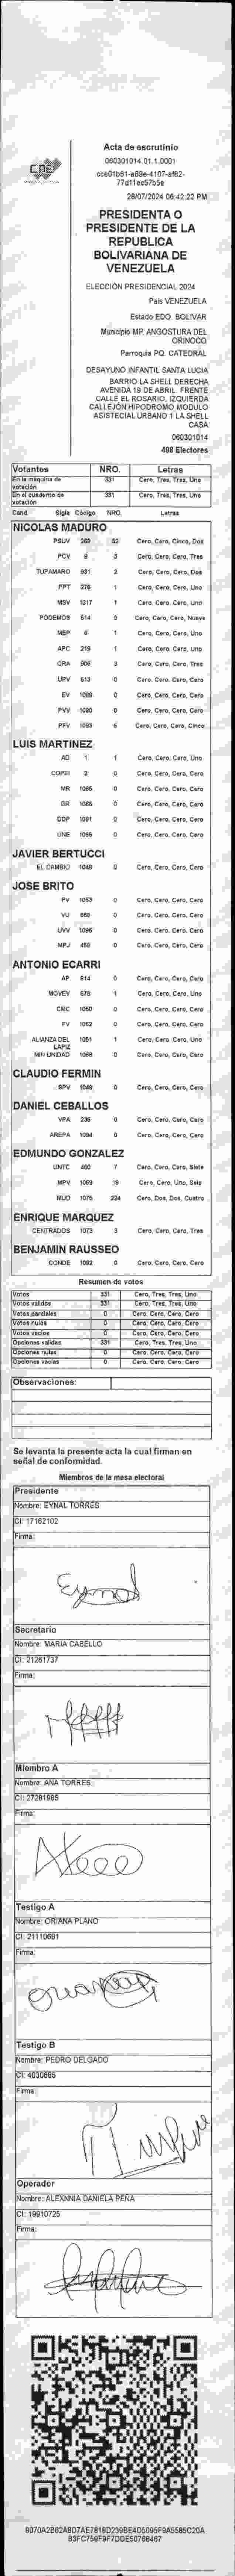 CNE
Acta de escrutinio
060301014.01.1.0001
cce01b61-a89e-4107-af82-
77d11ec57b5e
28/07/2024 06:42:22 PM
PRESIDENTA O
PRESIDENTE DE LA
REPUBLICA
BOLIVARIANA DE
VENEZUELA
ELECCIÓN PRESIDENCIAL 2024
Pais VENEZUELA
Estado EDO. BOLIVAR
Municipio MP. ANGOSTURA DEL
ORINOCO
Parroquia PQ. CATEDRAL
DESAYUNO INFANTIL SANTA LUCIA
BARRIO LA SHELL DERECHA
AVENIDA 19 DE ABRIL. FRENTE
CALLE EL ROSARIO. IZQUIERDA
CALLEJON HIPODROMO MODULO
ASISTECIAL URBANO 1 LA SHELL
CASA
060301014
498 Electores
Votantes NRO. Letras
En la máquina de votación 331 Cero, Tres, Tres, Uno
En el cuaderno de votación 331 Cero, Tres, Tres, Uno
Cand. Sigla Código NRO. Letras
NICOLAS MADURO
PSUV 269 52 Cero, Cero, Cinco, Dos
PCV 3 Cero, Cero, Cero, Tres
TUPAMARO 931 2 Cero, Cero, Cero, Dos
PPT 276 1 Cero, Cero, Cero, Uno
MSV 1317 1 Cero, Cero, Cero, Uno
PODEMOS 514 9 Cero, Cero, Cero, Nueve
MEP 6 1 Cero, Cero, Cero, Uno
APC 219 1 Cero, Cero, Cero, Uno
ORA 906 3 Cero, Cero, Cero, Tres
UPV 613 0 Cero, Cero, Cero, Cero
EV 1089 0 Cero, Cero, Cero, Cero
PVV 1090 0 Cero, Cero, Cero, Cero
PFV 1093 Cero, Cero, Cero, Cinco
LUIS MARTINEZ
AD 1 1 Cero, Cero, Cero, Uno
COPEI 2 0 Cero, Cero, Cero, Cero
MR 0 Cero, Cero, Cero, Cero
BR 0 Cero, Cero, Cero, Cero
DDP 1091 0 Cero, Cero, Cero, Cero
UNE 1095 0 Cero, Cero, Cero, Cero
JAVIER BERTUCCI
EL CAMBIO 1048 0 Cero, Cero, Cero, Cero
JOSE BRITO
PV 1053 0 Cero, Cero, Cero, Cero
VU 0 Cero, Cero, Cero, Cero
UVV 1096 0 Cero, Cero, Cero, Cero
MPJ 458 0 Cero, Cero, Cero, Cero
ANTONIO ECARRI
AP 814 0 Cero, Cero, Cero, Cero
MOVEV 878 1 Cero, Cero, Cero, Uno
CMC 1050 0 Cero, Cero, Cero, Cero
FV 1062 0 Cero, Cero, Cero, Cero
ALIANZA DEL LAPIZ 1081 1 Cero, Cero, Cero, Uno
MIN UNIDAD 1068 0 Cero, Cero, Cero, Cero
CLAUDIO FERMIN
SPV 1049 0 Cero, Cero, Cero, Cero
DANIEL CEBALLOS
VPA 238 0 Cero, Cero, Cero, Cero
AREPA 1094 0 Cero, Cero, Cero, Cero
EDMUNDO GONZALEZ
UNTC 460 7 Cero, Cero, Cero, Siete
MPV 1069 16 Cero, Cero, Uno, Seis
MUD 1076 224 Cero, Dos, Dos, Cuatro
ENRIQUE MARQUEZ
CENTRADOS 1073 3 Cero, Cero, Cero, Tres
BENJAMIN RAUSSEO
CONDE 1092 0 Cero, Cero, Cero, Cero
Resumen de votos
Votos 331 Cero, Tres, Tres, Uno
Votos validos 331 Cero, Tres, Tres, Uno
Votos parciales 0 Cero, Cero, Cero, Cero
Votos nulos 0 Cero, Cero, Cero, Cero
Votos vacios 0 Cero, Cero, Cero, Cero
Opciones validas 331 Cero, Tres, Tres, Uno
Opciones nulas 0 Cero, Cero, Cero, Cero
Opciones vacias 0 Cero, Cero, Cero, Cero
Observaciones:
Se levanta la presente acta la cual firman en
señal de conformidad.
Miembros de la mesa electoral
Presidente
Nombre: EYNAL TORRES
CI: 17162102
Firma:
Eynal
Secretario
Nombre: MARIA CABELLO
CI: 21261737
Firma:
Miembro A
Nombre: ANA TORRES
CI: 27281985
Firma:
Testigo A
Nombre: ORIANA PLANO
CI: 21110681
Firma:
Testigo B
Nombre: PEDRO DELGADO
CI: 4030685
Firma:
Operador
Nombre: ALEXNNIA DANIELA PEÑA
CI: 19910725
Firma:
9070A2B62ABD7AE7818D239BE4D5095F9A5585C20A
B3FC759F9F7DDE5076B467